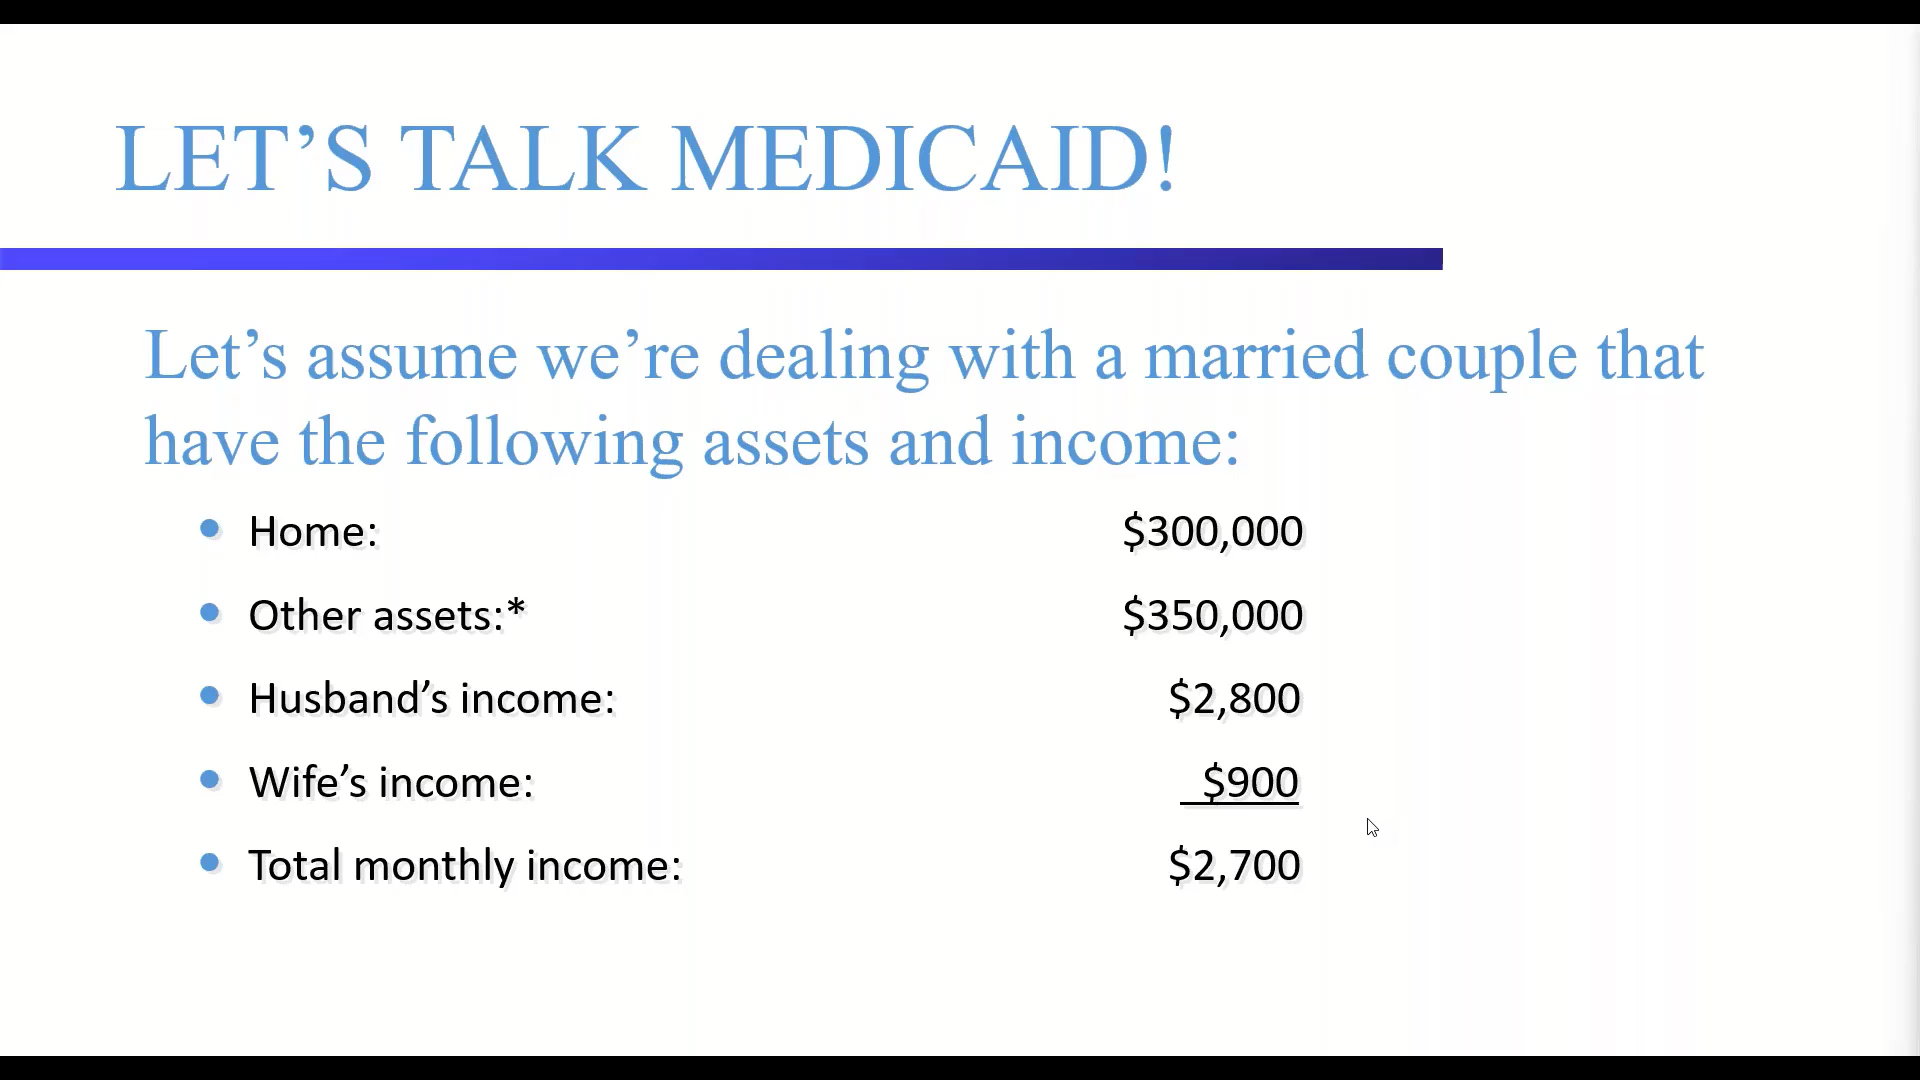 LET’S TALK MEDICAID!
Let’s assume we’re dealing with a married couple that
have the following assets and income:
• Home: $300,000
• Other assets:* $350,000
• Husband’s income: $2,800
• Wife’s income: $900
• Total monthly income: $2,700